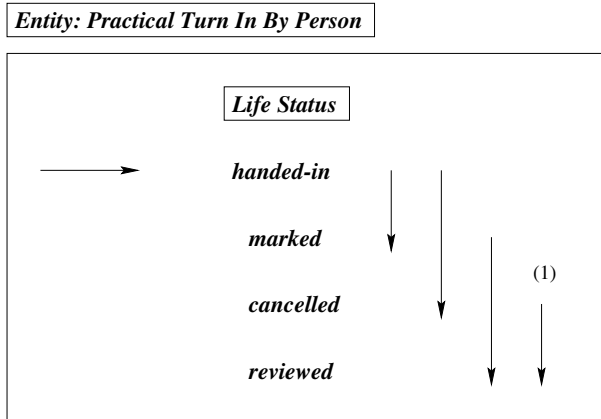 Entity: Practical Turn In By Person
Life Status
handed-in
marked
(1)
cancelled
reviewed